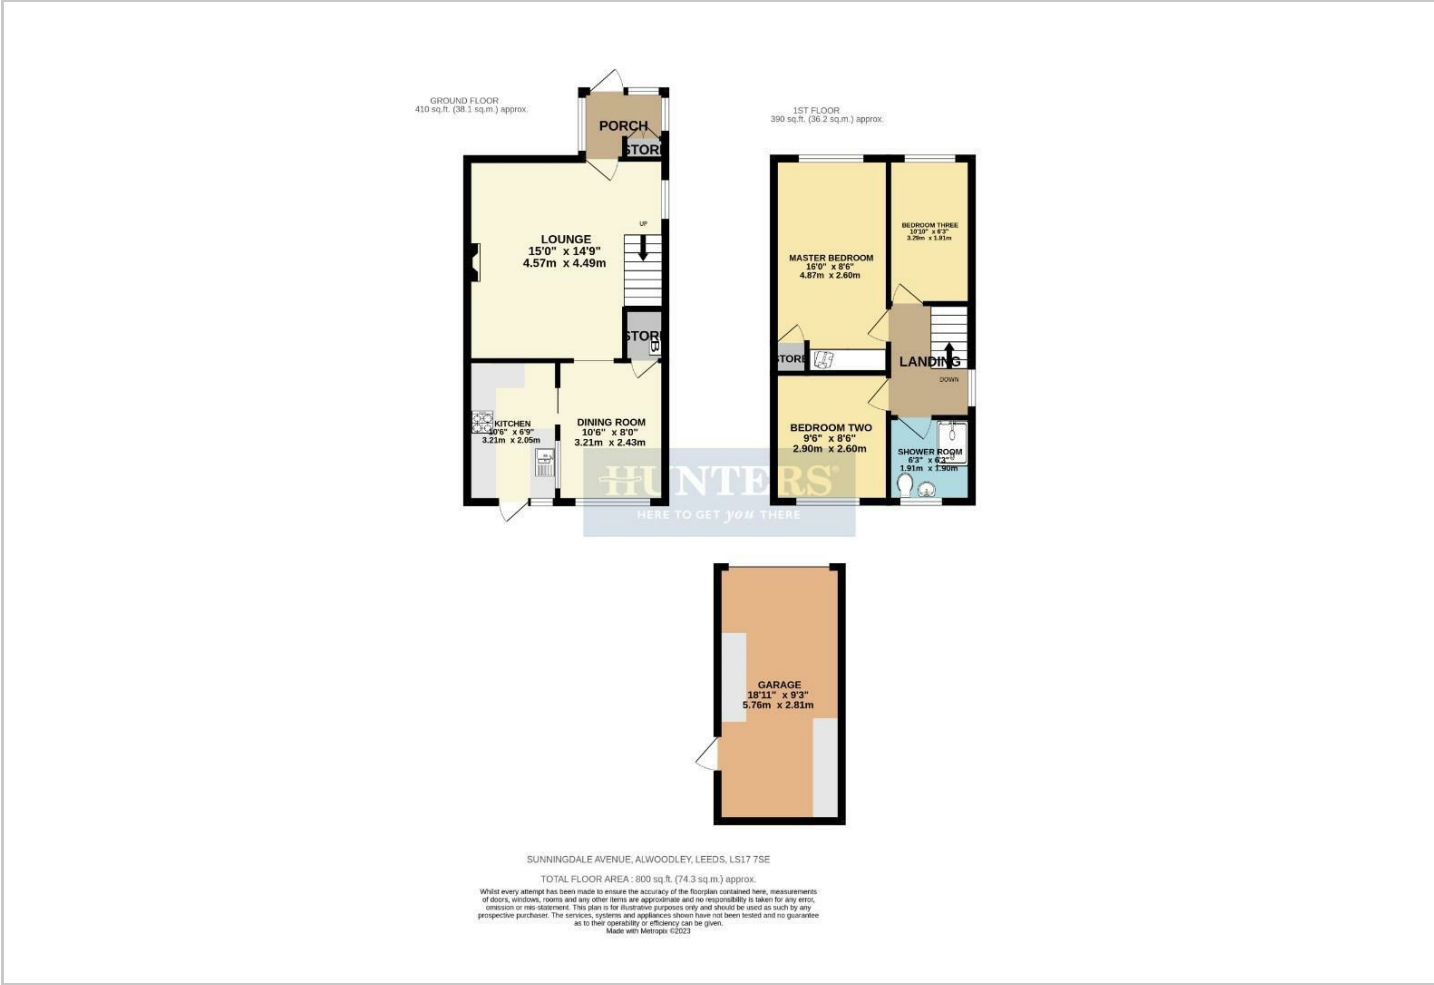 GROUND FLOOR
410 sq.ft. (38.1 sq.m.) approx.
PORCH
STORE
UP
LOUNGE
15'0" x 14'9"
4.57m x 4.49m
STORE
B
KITCHEN
10'6" x 6'9"
3.21m x 2.05m
DINING ROOM
10'6" x 8'0"
3.21m x 2.43m
1ST FLOOR
390 sq.ft. (36.2 sq.m.) approx.
BEDROOM THREE
10'10" x 6'3"
3.29m x 1.91m
MASTER BEDROOM
16'0" x 8'6"
4.87m x 2.60m
STORE
LANDING
DOWN
BEDROOM TWO
9'6" x 8'6"
2.90m x 2.60m
SHOWER ROOM
6'3" x 6'3"
1.91m x 1.90m
HUNTERS®
HERE TO GET you THERE
GARAGE
18'11" x 9'3"
5.76m x 2.81m
SUNNINGDALE AVENUE, ALWOODLEY, LEEDS, LS17 7SE
TOTAL FLOOR AREA : 800 sq.ft. (74.3 sq.m.) approx.
Whilst every attempt has been made to ensure the accuracy of the floorplan contained here, measurements
of doors, windows, rooms and any other items are approximate and no responsibility is taken for any error,
omission or mis-statement. This plan is for illustrative purposes only and should be used as such by any
prospective purchaser. The services, systems and appliances shown have not been tested and no guarantee
as to their operability or efficiency can be given.
Made with Metropix ©2023